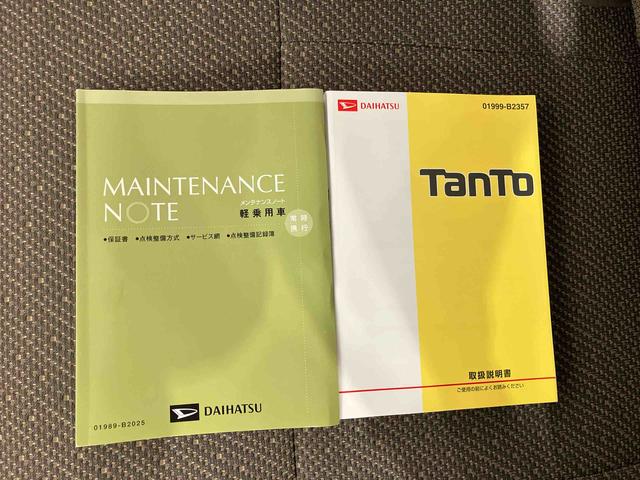 MAINTENANCE
NOTE
メンテナンスノート
軽乗用車
常時
携行
●保証書 ●点検整備方式 ●サービス網 ●点検整備記録簿
DAIHATSU
01989-B2025
DAIHATSU
01999-B2357
TanTo
取扱説明書
ご使用の前によくお読みください